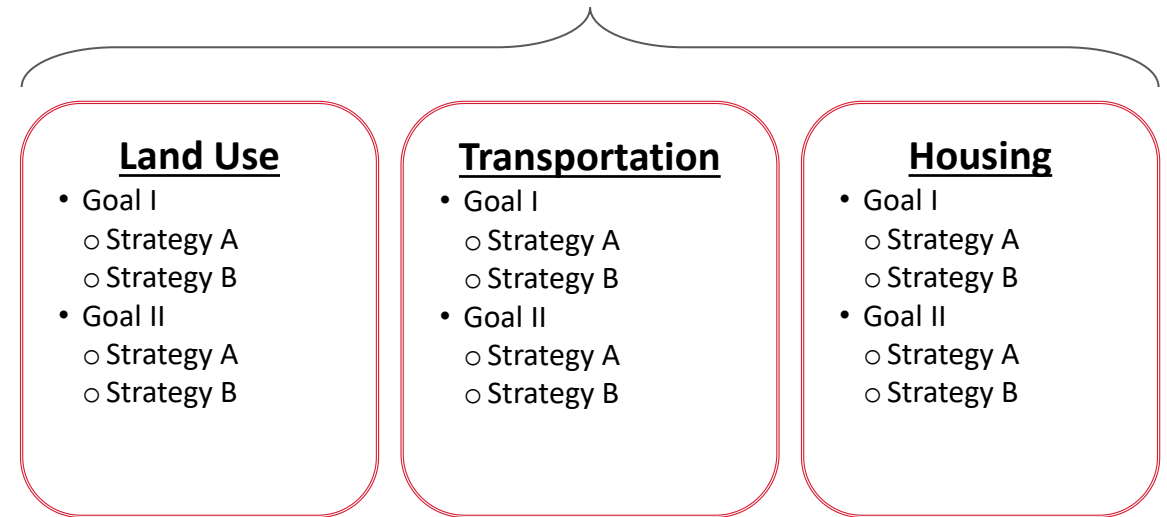 Land Use
• Goal I
o Strategy A
o Strategy B
• Goal II
o Strategy A
o Strategy B
Transportation
• Goal I
o Strategy A
o Strategy B
• Goal II
o Strategy A
o Strategy B
Housing
• Goal I
o Strategy A
o Strategy B
• Goal II
o Strategy A
o Strategy B